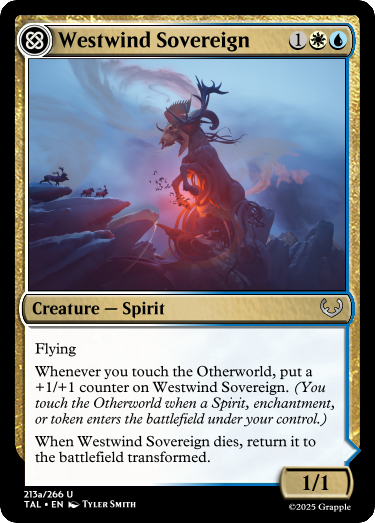 Westwind Sovereign 1
Creature — Spirit
Flying
Whenever you touch the Otherworld, put a
+1/+1 counter on Westwind Sovereign. (You
touch the Otherworld when a Spirit, enchantment,
or token enters the battlefield under your control.)
When Westwind Sovereign dies, return it to
the battlefield transformed.
1/1
213a/266 U
TAL • EN Tyler Smith
©2025 Grapple